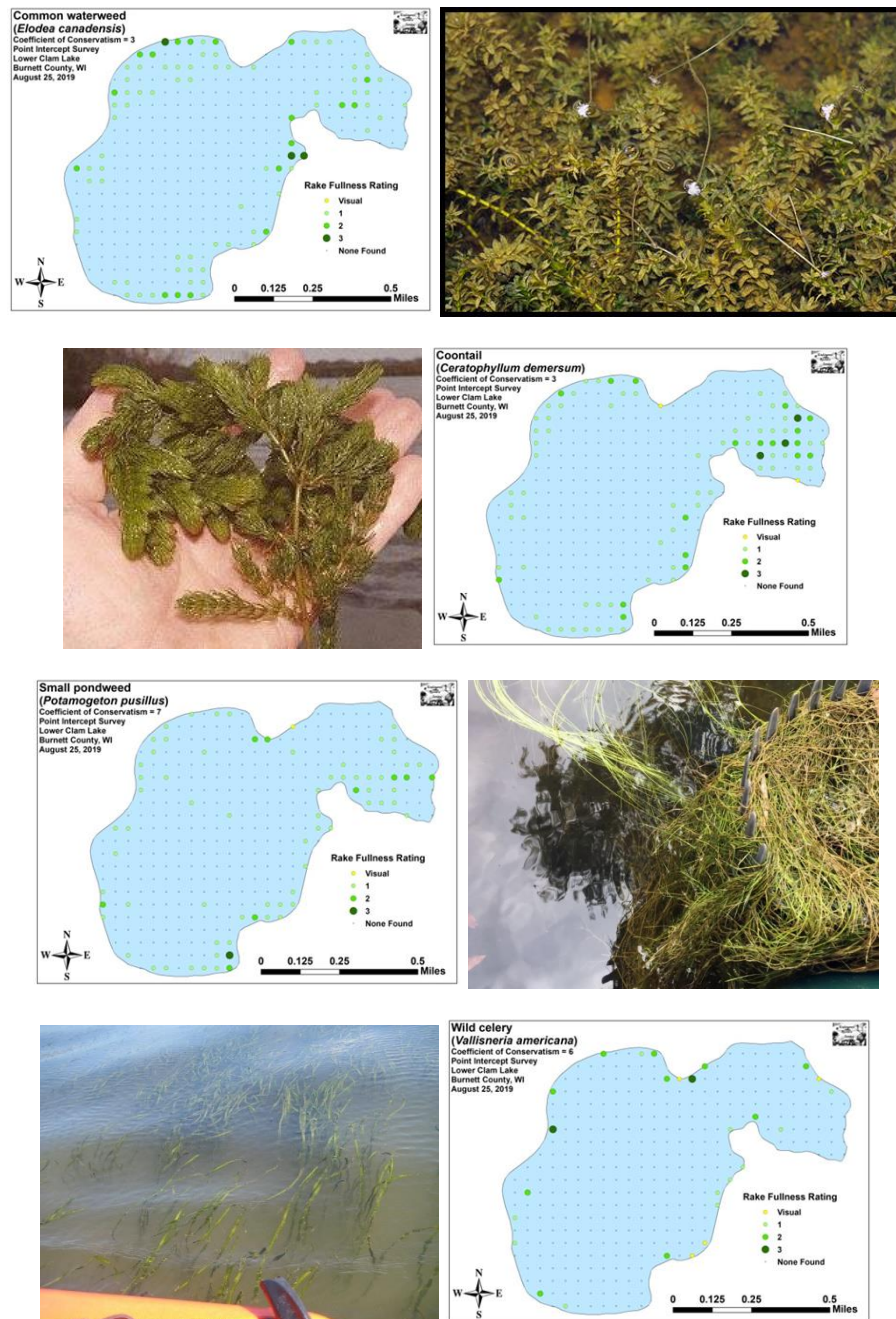 Common waterweed
(Elodea canadensis)
Coefficient of Conservatism = 3
Point Intercept Survey
Lower Clam Lake
Burnett County, WI
August 25, 2019
Rake Fullness Rating
Visual
1
2
3
None Found
N
W E
S
0 0.125 0.25 0.5
Miles
Coontail
(Ceratophyllum demersum)
Coefficient of Conservatism = 3
Point Intercept Survey
Lower Clam Lake
Burnett County, WI
August 25, 2019
Rake Fullness Rating
Visual
1
2
3
None Found
N
W E
S
0 0.125 0.25 0.5
Miles
Small pondweed
(Potamogeton pusillus)
Coefficient of Conservatism = 7
Point Intercept Survey
Lower Clam Lake
Burnett County, WI
August 25, 2019
Rake Fullness Rating
Visual
1
2
3
None Found
N
W E
S
0 0.125 0.25 0.5
Miles
Wild celery
(Vallisneria americana)
Coefficient of Conservatism = 6
Point Intercept Survey
Lower Clam Lake
Burnett County, WI
August 25, 2019
Rake Fullness Rating
Visual
1
2
3
None Found
N
W E
S
0 0.125 0.25 0.5
Miles